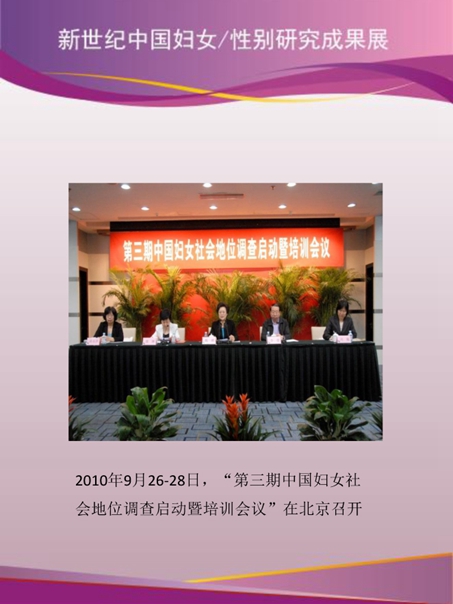 新世纪中国妇女/性别研究成果展
第三期中国妇女社会地位调查启动暨培训会议
2010年9月26-28日，“第三期中国妇女社
会地位调查启动暨培训会议”在北京召开